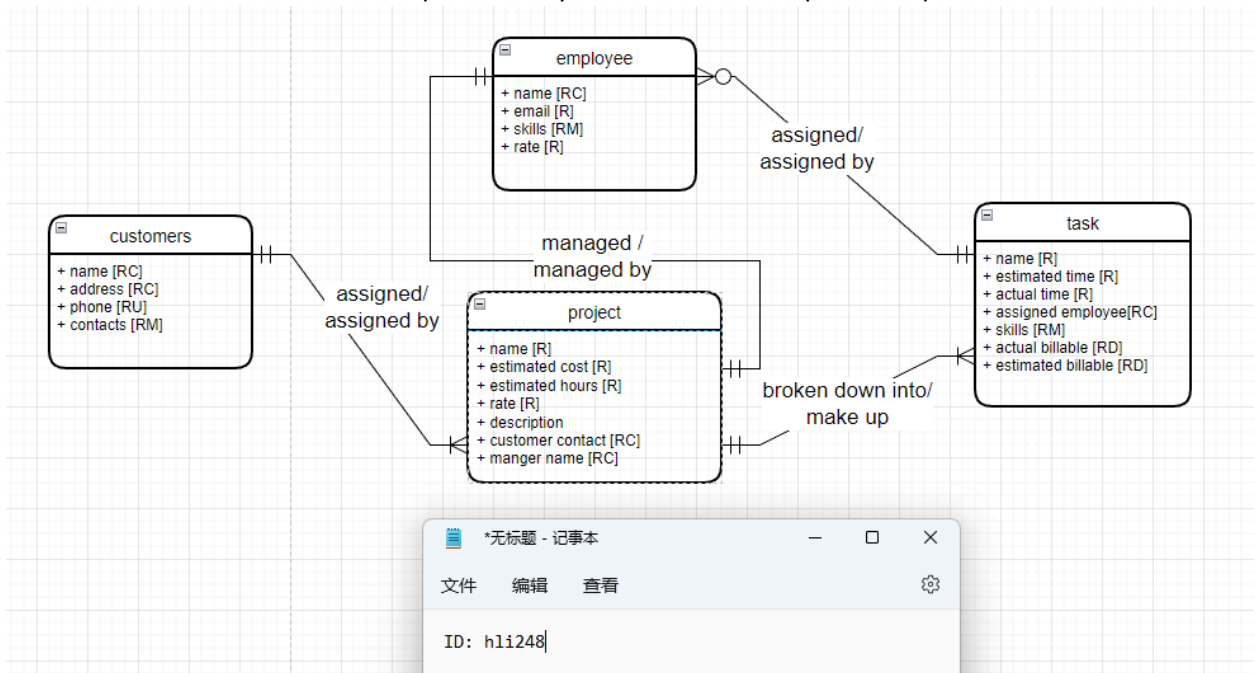 employee
+ name [RC]
+ email [R]
+ skills [RM]
+ rate [R]
assigned/
assigned by
customers
+ name [RC]
+ address [RC]
+ phone [RU]
+ contacts [RM]
assigned/
assigned by
managed /
managed by
project
+ name [R]
+ estimated cost [R]
+ estimated hours [R]
+ rate [R]
+ description
+ customer contact [RC]
+ manger name [RC]
task
+ name [R]
+ estimated time [R]
+ actual time [R]
+ assigned employee[RC]
+ skills [RM]
+ actual billable [RD]
+ estimated billable [RD]
broken down into/
make up
*无标题 - 记事本
文件 编辑 查看
ID: hli248